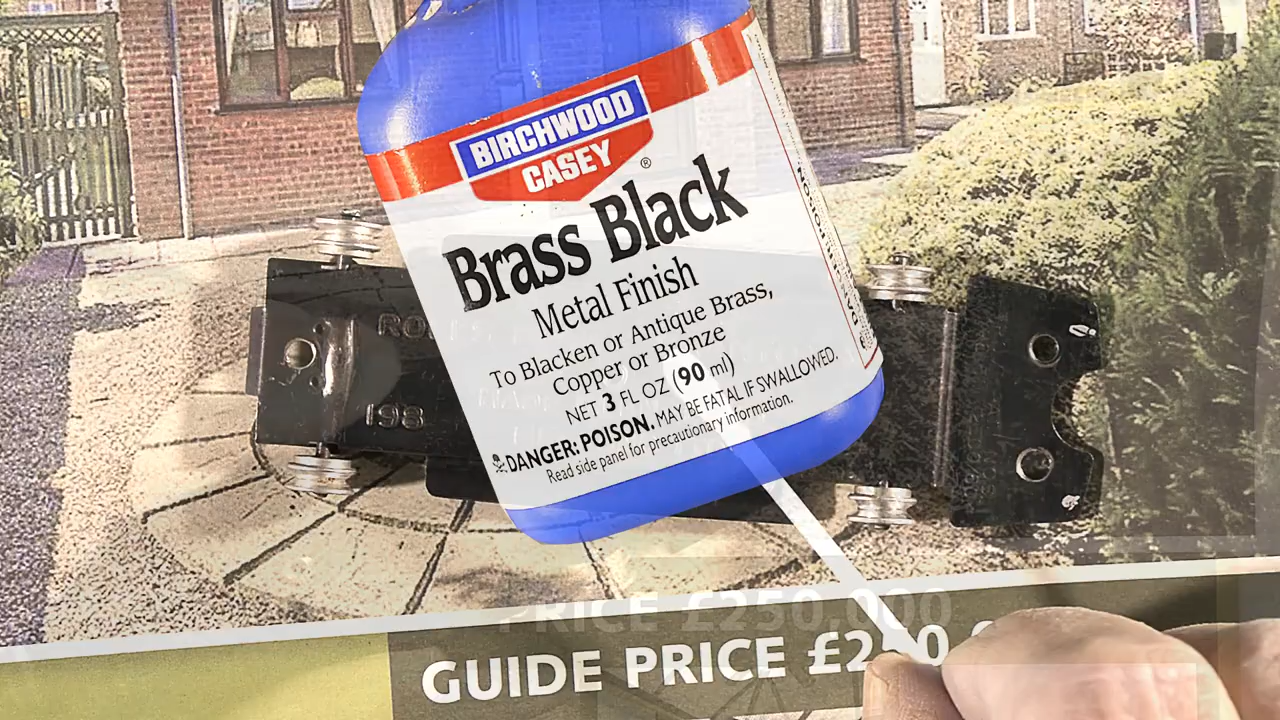 BIRCHWOOD
CASEY
®
Brass Black
Metal Finish
To Blacken or Antique Brass,
Copper or Bronze
NET 3 FL OZ (90 ml)
DANGER: POISON. MAY BE FATAL IF SWALLOWED.
Read side panel for precautionary information.
198
PRICE £250,000
GUIDE PRICE £250